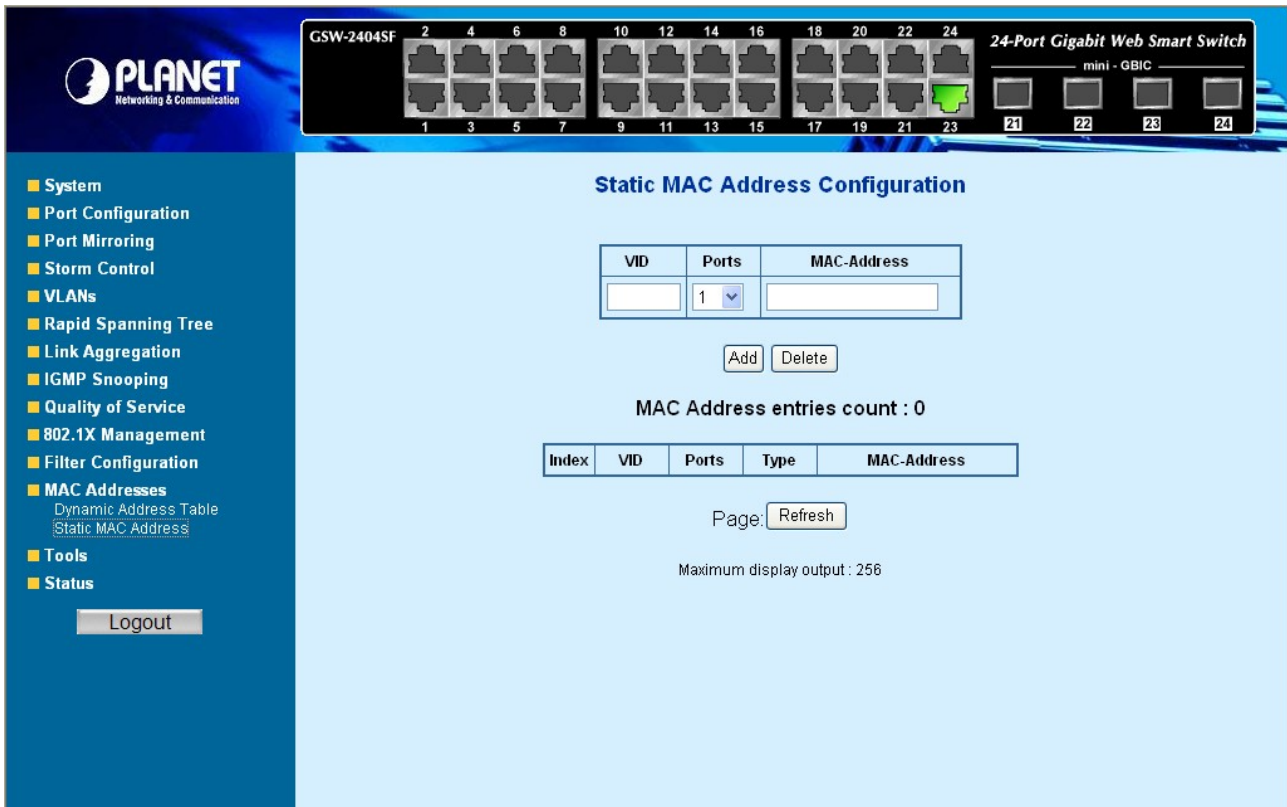 PLANET
Networking & Communication
GSW-2404SF
2 4 6 8 10 12 14 16 18 20 22 24
1 3 5 7 9 11 13 15 17 19 21 23
24-Port Gigabit Web Smart Switch
mini - GBIC
21 22 23 24
System
Port Configuration
Port Mirroring
Storm Control
VLANs
Rapid Spanning Tree
Link Aggregation
IGMP Snooping
Quality of Service
802.1X Management
Filter Configuration
MAC Addresses
Dynamic Address Table
Static MAC Address
Tools
Status
Logout
Static MAC Address Configuration
VID Ports MAC-Address
1
Add Delete
MAC Address entries count : 0
Index VID Ports Type MAC-Address
Page: Refresh
Maximum display output : 256